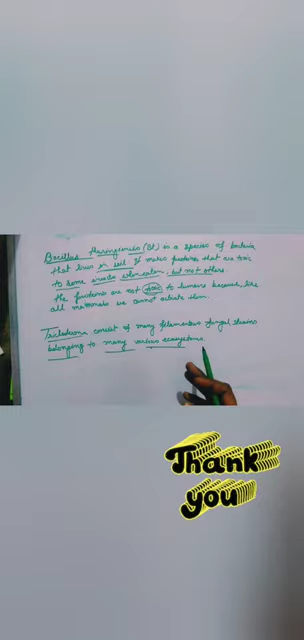 Bacillus thuringiensis (Bt) is a species of bacteria
that lives in soil. It makes proteins that are toxic
to some insects when eaten, but not others.
The proteins are not toxic to humans because, like
all mammals we cannot activate them.
consist of many filamentous fungal strains
belonging to many various ecosystems.
Thank
you